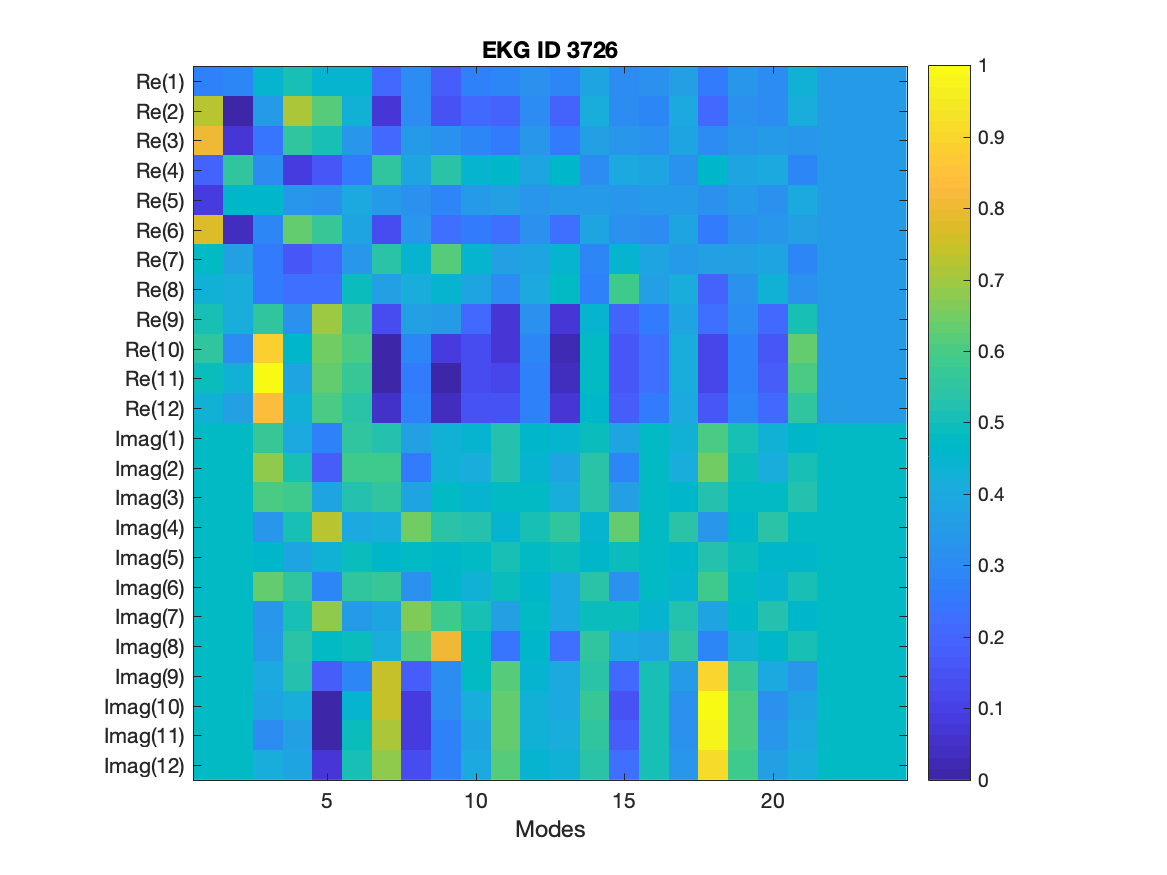 EKG ID 3726
Re(1)
Re(2)
Re(3)
Re(4)
Re(5)
Re(6)
Re(7)
Re(8)
Re(9)
Re(10)
Re(11)
Re(12)
Imag(1)
Imag(2)
Imag(3)
Imag(4)
Imag(5)
Imag(6)
Imag(7)
Imag(8)
Imag(9)
Imag(10)
Imag(11)
Imag(12)
5 10 15 20
Modes
1
0.9
0.8
0.7
0.6
0.5
0.4
0.3
0.2
0.1
0